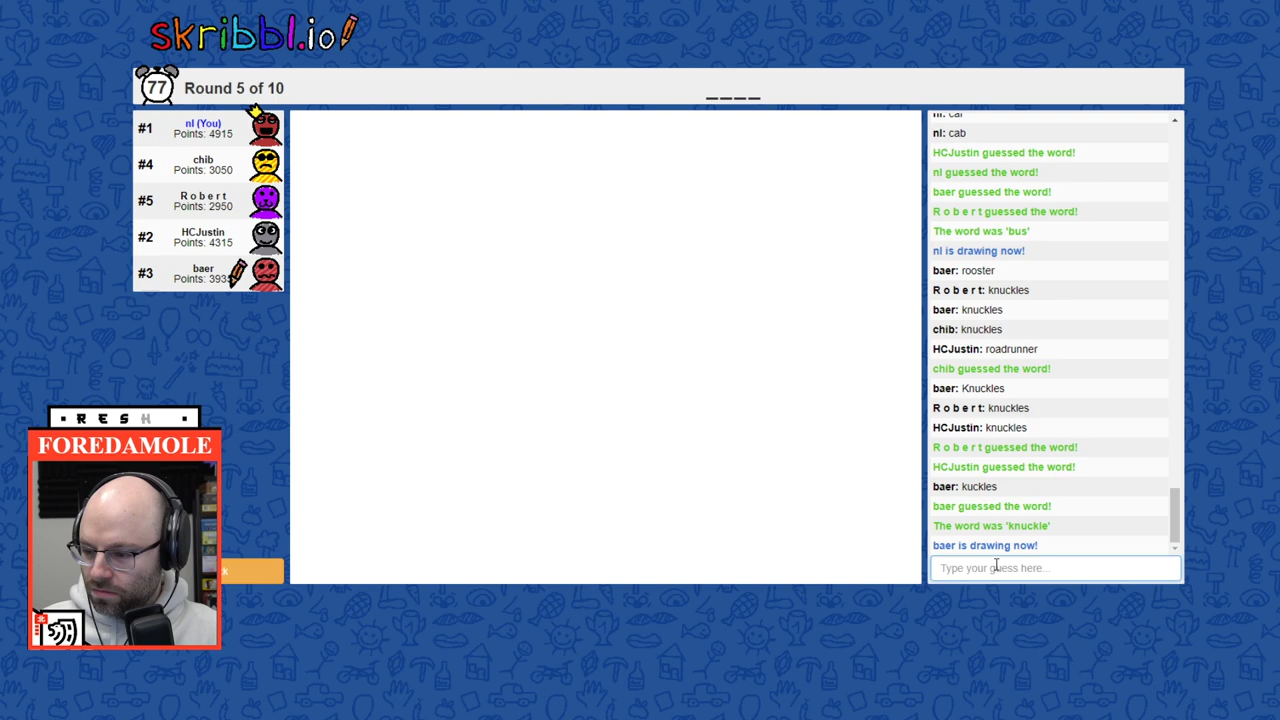 skribbl.io
77
Round 5 of 10
____
#1
nl (You)
Points: 4915
#4
chib
Points: 3050
#5
R o b e r t
Points: 2950
#2
HCJustin
Points: 4315
#3
baer
Points: 393
nl: cab
HCJustin guessed the word!
nl guessed the word!
baer guessed the word!
R o b e r t guessed the word!
The word was 'bus'
nl is drawing now!
baer: rooster
R o b e r t: knuckles
baer: knuckles
chib: knuckles
HCJustin: roadrunner
chib guessed the word!
baer: Knuckles
R o b e r t: knuckles
HCJustin: knuckles
R o b e r t guessed the word!
HCJustin guessed the word!
baer: kuckles
baer guessed the word!
The word was 'knuckle'
baer is drawing now!
Type your guess here...
RESH
FOREDAMOLE